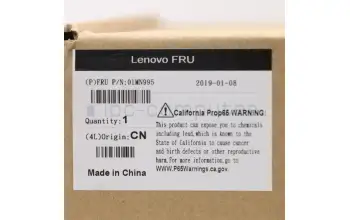 Lenovo FRU
(P)FRU P/N:01MN995
2019-01-08
Quantity:1
(4L)Origin:CN
Made in China
California Prop65 WARNING
This product can expose you to chemicals
including lead,which is known to the
State of California to cause cancer
and birth defects or other reproductive
harm.For more information,go to
WWW.P65Warnings.ca.gov.